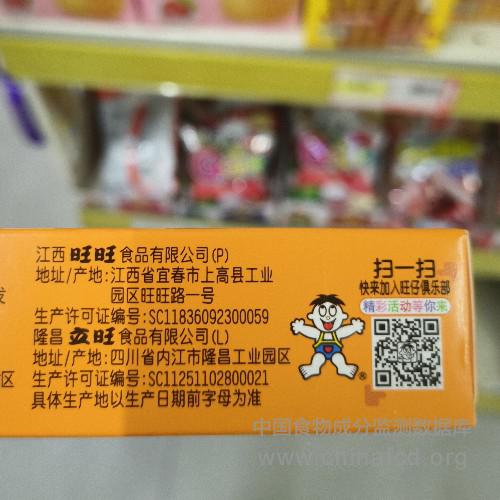 江西旺旺食品有限公司(P)
地址/产地:江西省宜春市上高县工业
园区旺旺路一号
生产许可证编号:SC11836092300059
隆昌立旺食品有限公司(L)
地址/产地:四川省内江市隆昌工业园区
生产许可证编号:SC11251102800021
具体生产地以生产日期前字母为准
发
区
扫一扫
快来加入旺仔俱乐部
精彩活动等你来
®
中国食物成分监测数据库
www.chinafcd.org